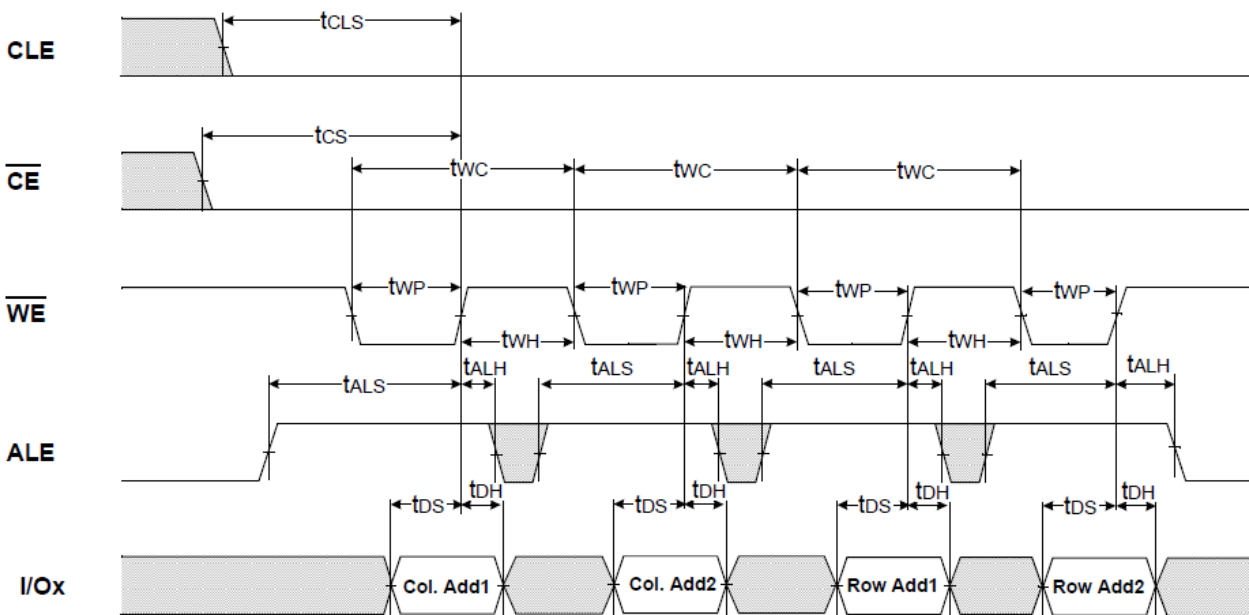 CLE
tCLS
CE
tCS
tWC tWC tWC
WE
tWP tWP tWP tWP
tWH tWH tWH
ALE
tALS tALH tALS tALH tALS tALH tALS tALH
tDS tDH tDS tDH tDS tDH tDS tDH
I/Ox
Col. Add1 Col. Add2 Row Add1 Row Add2